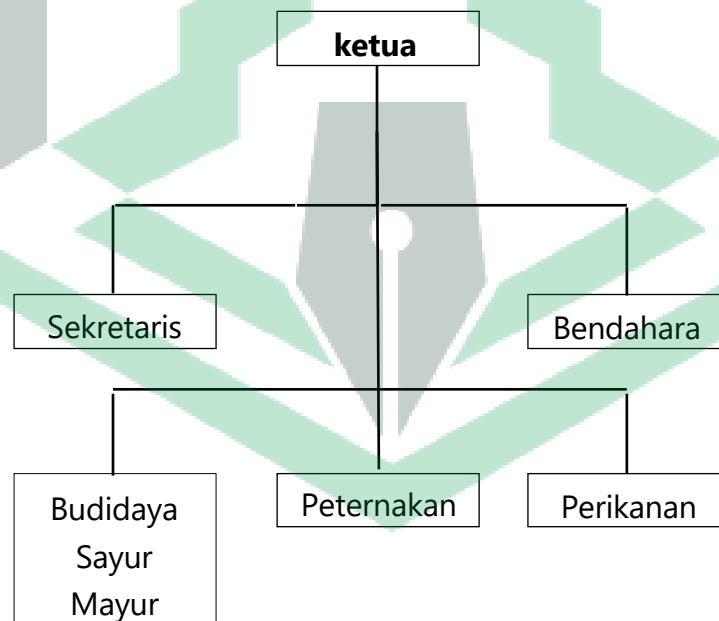 ketua
Sekretaris
Bendahara
Budidaya
Sayur
Mayur
Peternakan
Perikanan